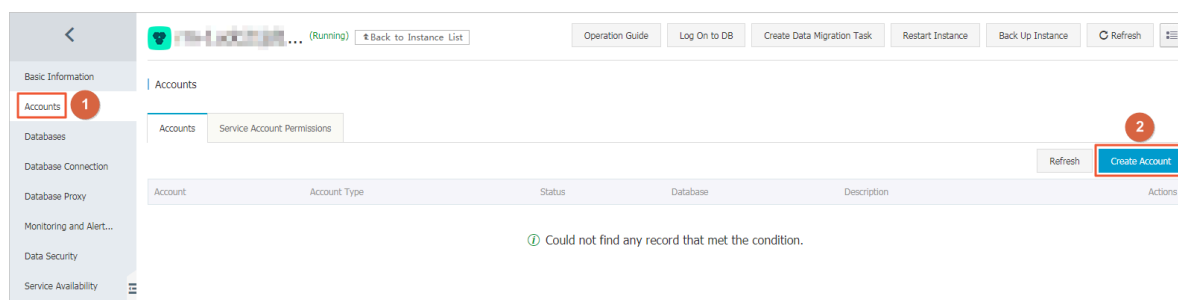 ... (Running) Back to Instance List Operation Guide Log On to DB Create Data Migration Task Restart Instance Back Up Instance Refresh
Basic Information
Accounts
Accounts 1
Accounts Service Account Permissions
2
Databases
Database Connection
Refresh Create Account
Database Proxy
Account Account Type Status Database Description Actions
Monitoring and Alert...
Could not find any record that met the condition.
Data Security
Service Availability